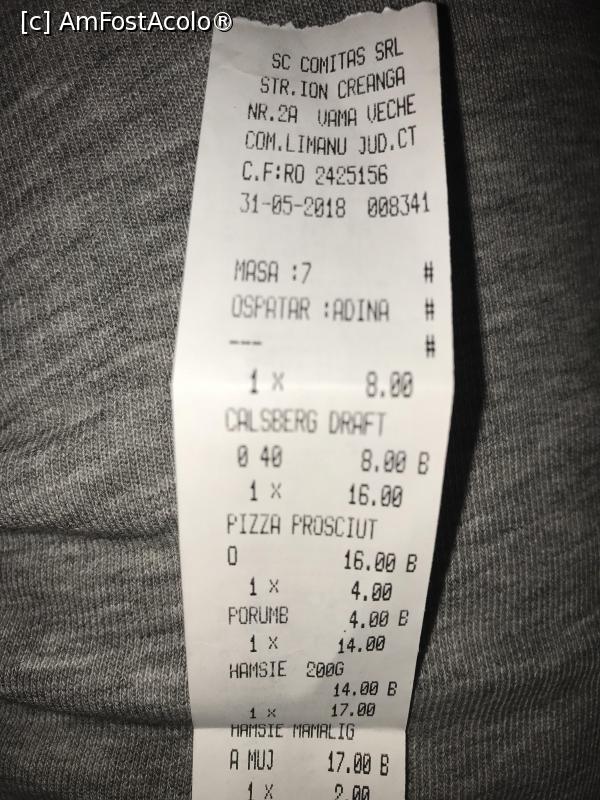 [c] AmFostAcolo®
SC COMITAS SRL
STR.ION CREANGA
NR.2A VAMA VECHE
COM.LIMANU JUD.CT
C.F:RO 2425156
31-05-2018 008341
MASA :7 #
OSPATAR :ADINA #
--- #
1 X 8.00
CALSBERG DRAFT
0 40 8.00 B
1 X 16.00
PIZZA PROSCIUT
O 16.00 B
1 X 4.00
PORUMB 4.00 B
1 X 14.00
HAMSIE 200G
14.00 B
1 X 17.00
HAMSIE MAMALIG
A MUJ 17.00 B
1 X 2.00